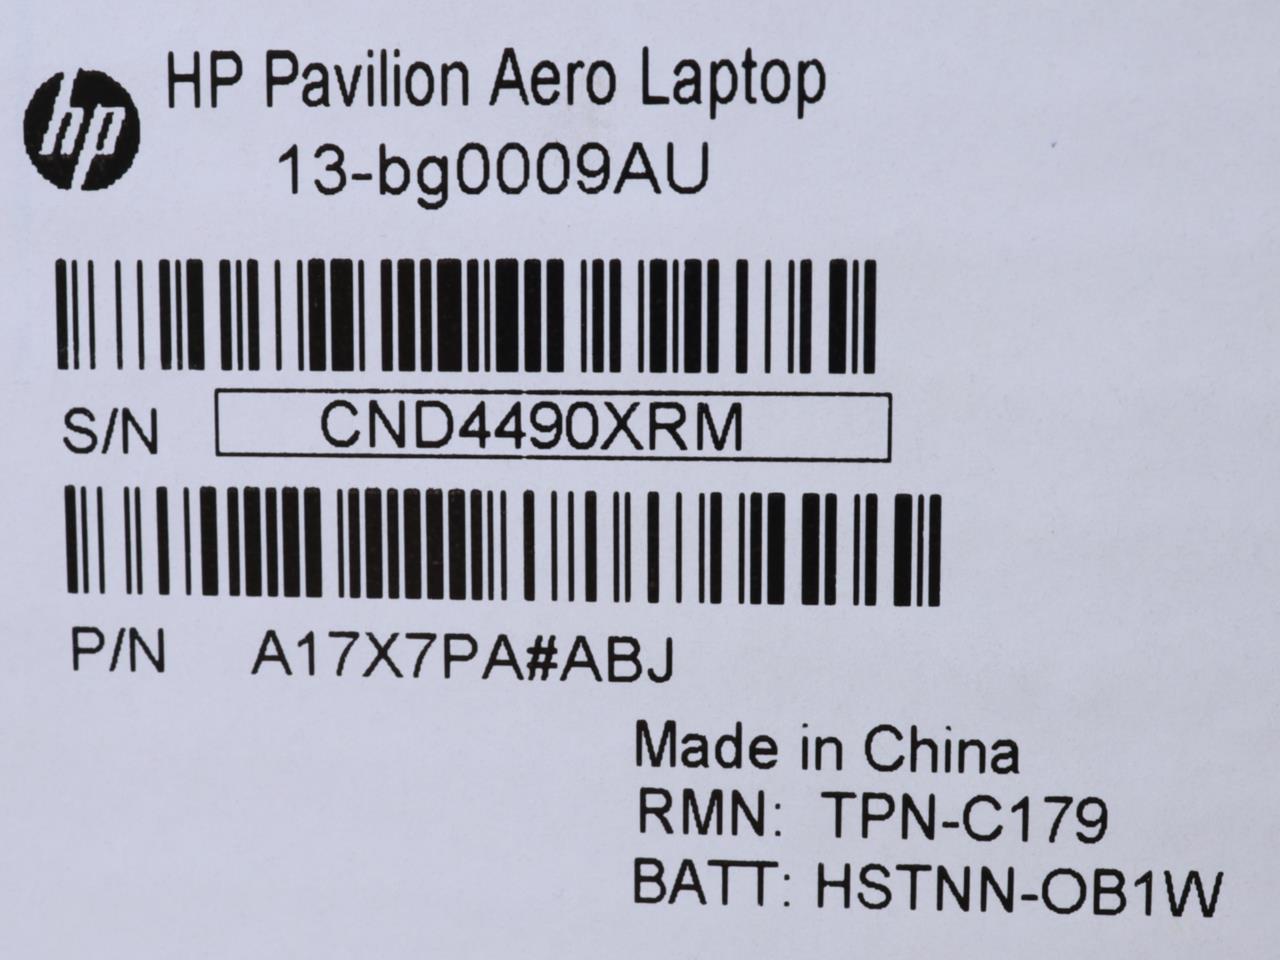 hp
HP Pavilion Aero Laptop
13-bg0009AU
S/N CND4490XRM
P/N A17X7PA#ABJ
Made in China
RMN: TPN-C179
BATT: HSTNN-OB1W